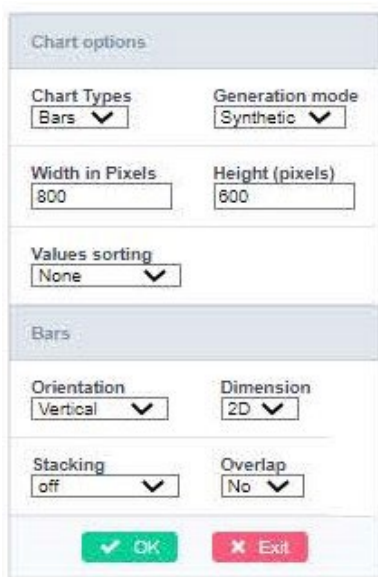 Chart options
Chart Types Generation mode
Bars Synthetic
Width in Pixels Height (pixels)
800 600
Values sorting
None
Bars
Orientation Dimension
Vertical 2D
Stacking Overlap
off No
OK Exit